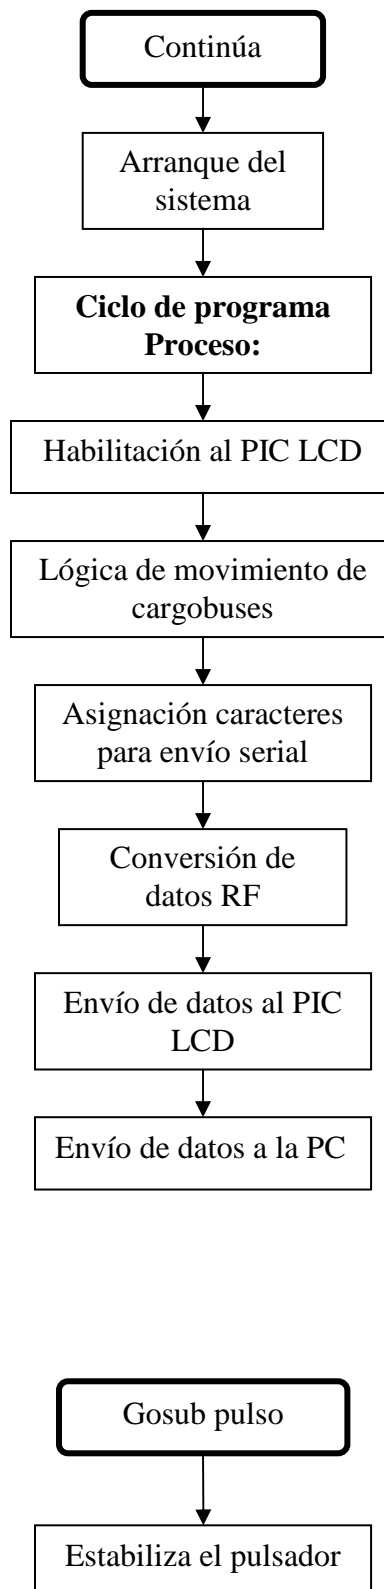 Continúa
Arranque del
sistema
Ciclo de programa
Proceso:
Habilitación al PIC LCD
Lógica de movimiento de
cargobuses
Asignación caracteres
para envío serial
Conversión de
datos RF
Envío de datos al PIC
LCD
Envío de datos a la PC
Gosub pulso
Estabiliza el pulsador